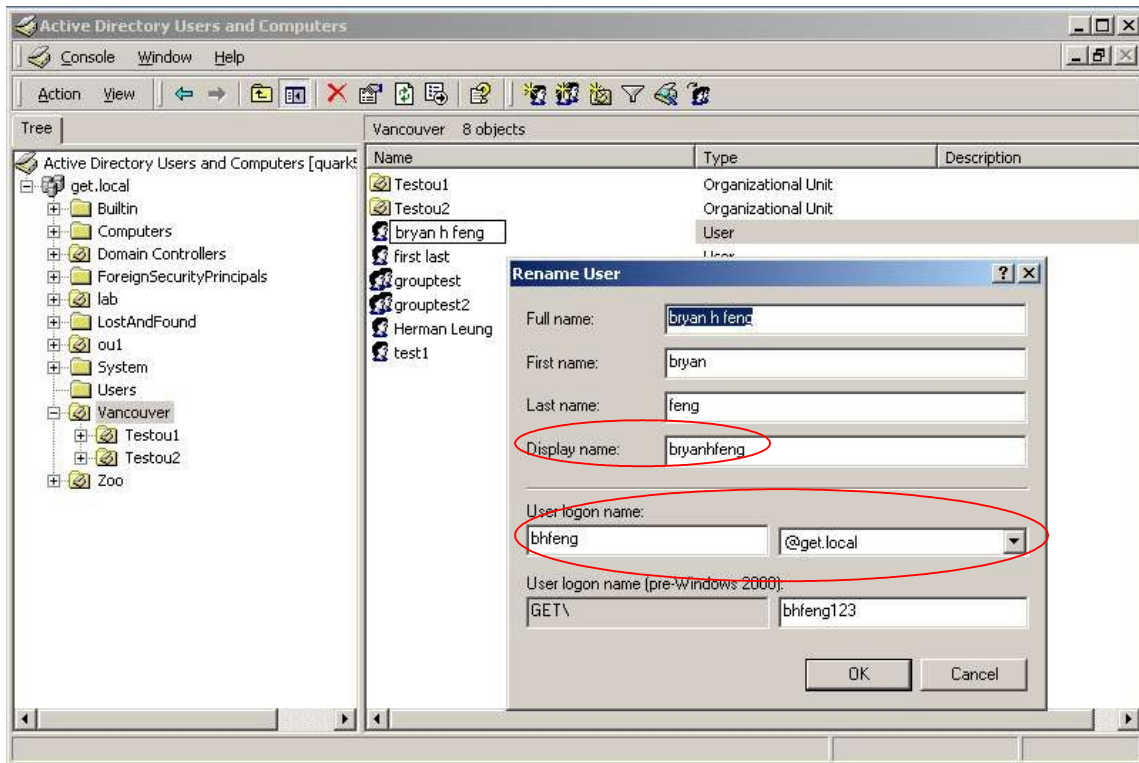 Active Directory Users and Computers
Console Window Help
Action View
Tree
Vancouver 8 objects
Active Directory Users and Computers [quark
get.local
Builtin
Computers
Domain Controllers
ForeignSecurityPrincipals
lab
LostAndFound
ou1
System
Users
Vancouver
Testou1
Testou2
Zoo
Name Type Description
Testou1 Organizational Unit
Testou2 Organizational Unit
bryan h feng User
first last User
grouptest
grouptest2
Herman Leung
test1
Rename User
Full name: bryan h feng
First name: bryan
Last name: feng
Display name: bryanhfeng
User logon name:
bhfeng @get.local
User logon name (pre-Windows 2000):
GET\ bhfeng123
OK Cancel